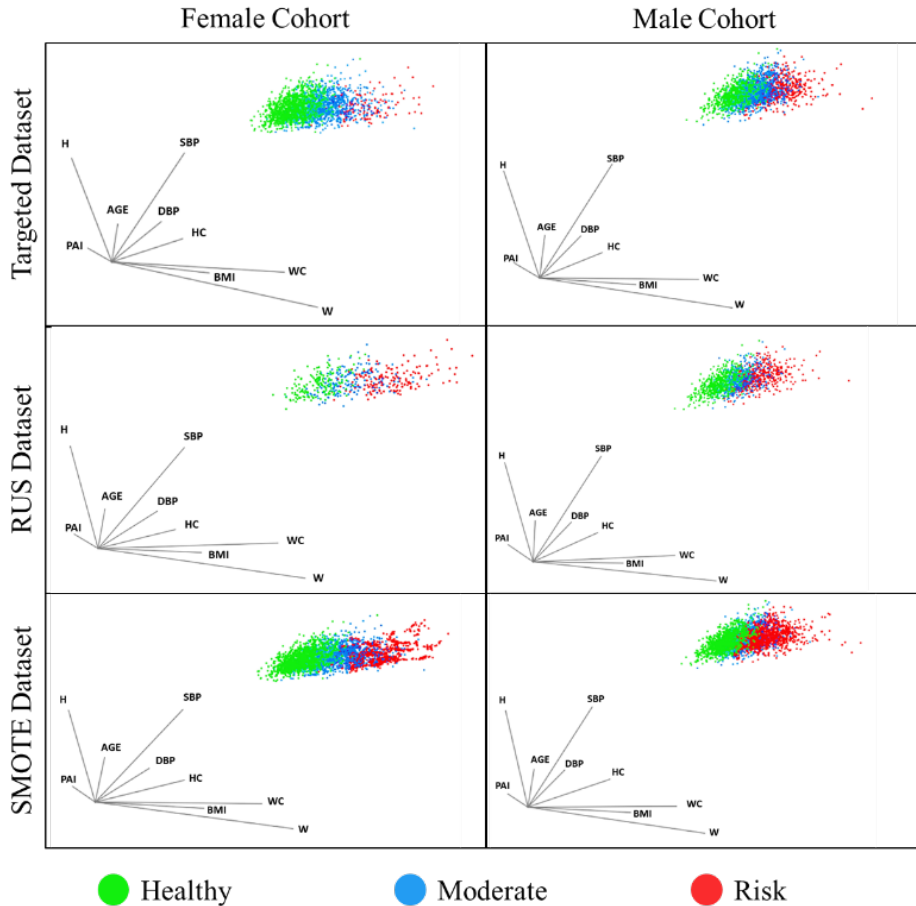 Female Cohort
Male Cohort
Targeted Dataset
H
SBP
AGE
DBP
PAI
HC
BMI
WC
W
H
SBP
AGE
DBP
PAI
HC
BMI
WC
W
RUS Dataset
H
SBP
AGE
DBP
PAI
HC
BMI
WC
W
H
SBP
AGE
DBP
PAI
HC
BMI
WC
W
SMOTE Dataset
H
SBP
AGE
DBP
PAI
HC
BMI
WC
W
H
SBP
AGE
DBP
PAI
HC
BMI
WC
W
Healthy
Moderate
Risk